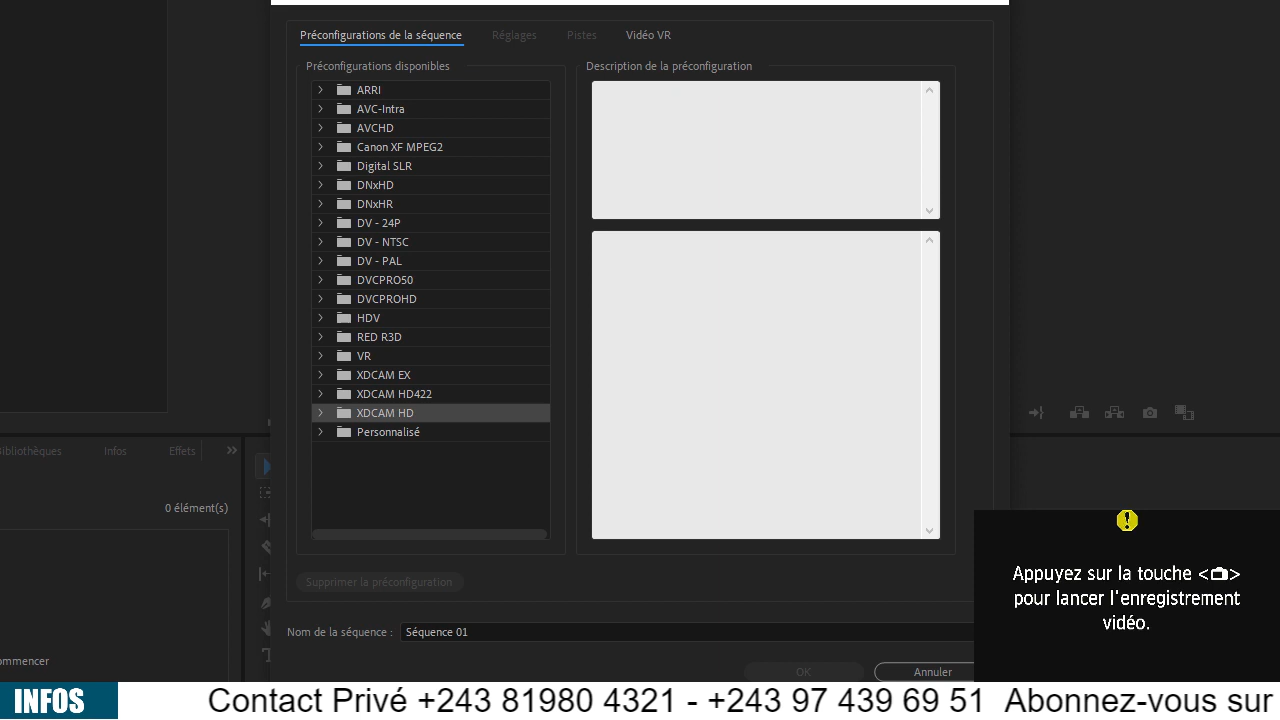 Préconfigurations de la séquence
Réglages
Pistes
Vidéo VR
Préconfigurations disponibles
Description de la préconfiguration
ARRI
AVC-Intra
AVCHD
Canon XF MPEG2
Digital SLR
DNxHD
DNxHR
DV - 24P
DV - NTSC
DV - PAL
DVCPRO50
DVCPROHD
HDV
RED R3D
VR
XDCAM EX
XDCAM HD422
XDCAM HD
Personnalisé
Bibliothèques
Infos
Effets
0 élément(s)
Supprimer la préconfiguration
Nom de la séquence :
Séquence 01
OK
Annuler
ommencer
Appuyez sur la touche < >
pour lancer l'enregistrement
vidéo.
INFOS
Contact Privé +243 81980 4321 - +243 97 439 69 51 Abonnez-vous sur